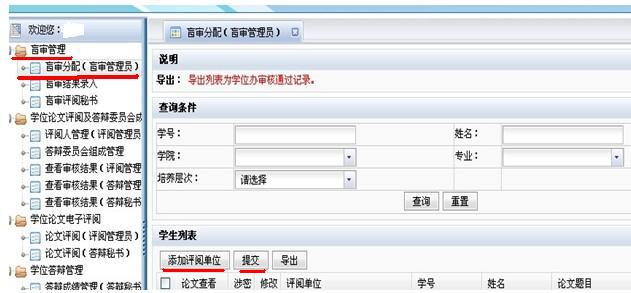 欢迎您：
盲审管理
盲审分配（盲审管理员）
盲审结果录入
盲审评阅秘书
学位论文评阅及答辩委员会成
评阅人管理（评阅管理员
答辩委员会组成管理
查看审核结果（评阅管理
查看审核结果（答辩管理
查看审核结果（答辩秘书
学位论文电子评阅
论文评阅（评阅管理员）
论文评阅（答辩秘书）
学位答辩管理
答辩成绩管理（答辩秘书
盲审分配（盲审管理员）
说明
导出： 导出列表为学位办审核通过记录。
查询条件
学号： 姓名：
学院： 专业：
培养层次： 请选择
查询 重置
学生列表
添加评阅单位 提交 导出
论文查看 涉密 修改 评阅单位 学号 姓名 论文题目